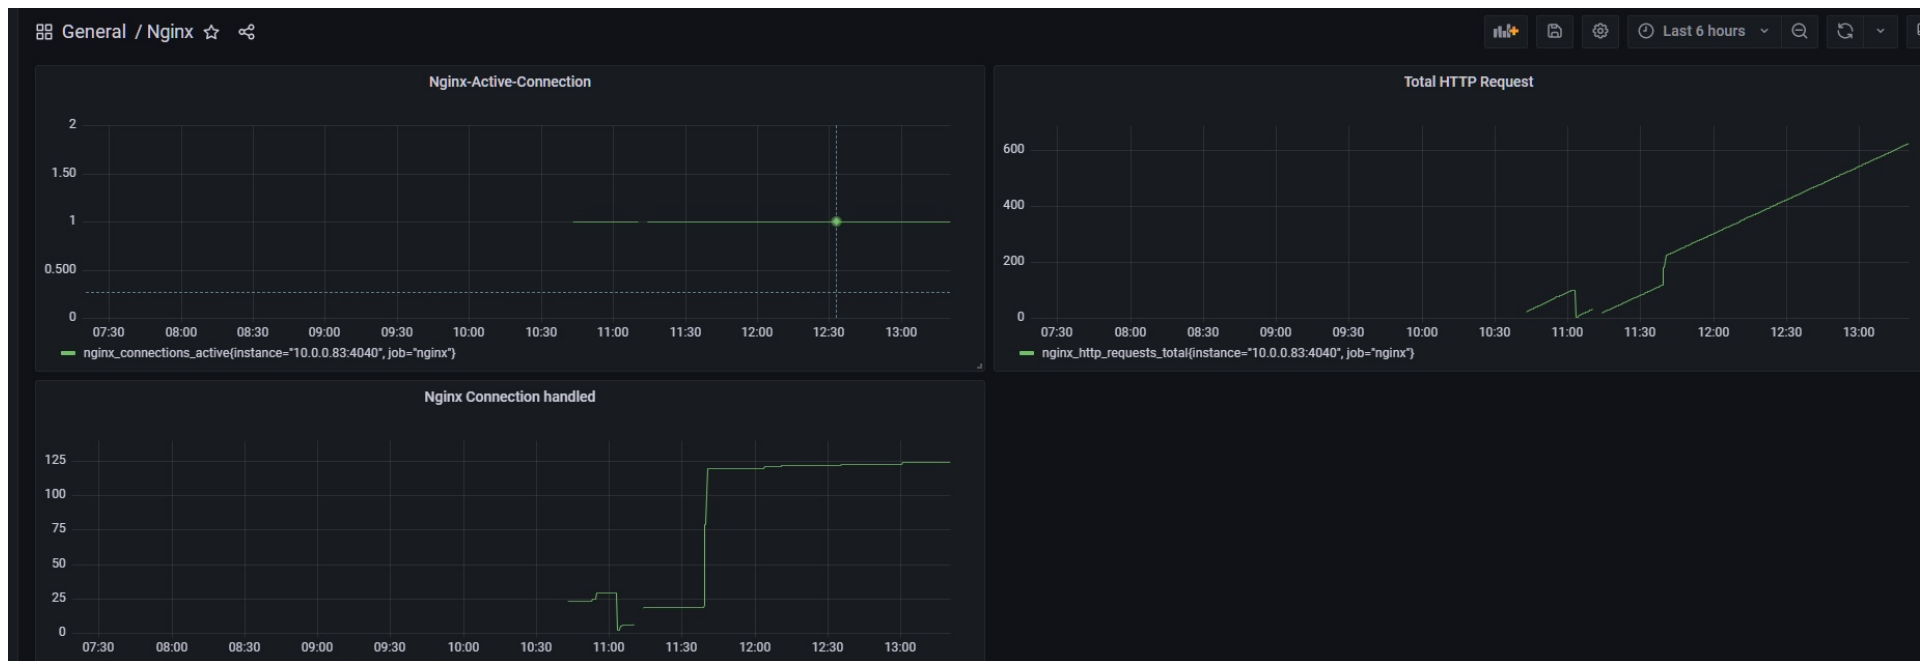 General / Nginx
Last 6 hours
Nginx-Active-Connection
2
1.50
1
0.500
0
07:30 08:00 08:30 09:00 09:30 10:00 10:30 11:00 11:30 12:00 12:30 13:00
nginx_connections_active{instance="10.0.0.83:4040", job="nginx"}
Total HTTP Request
600
400
200
0
07:30 08:00 08:30 09:00 09:30 10:00 10:30 11:00 11:30 12:00 12:30 13:00
nginx_http_requests_total{instance="10.0.0.83:4040", job="nginx"}
Nginx Connection handled
125
100
75
50
25
0
07:30 08:00 08:30 09:00 09:30 10:00 10:30 11:00 11:30 12:00 12:30 13:00